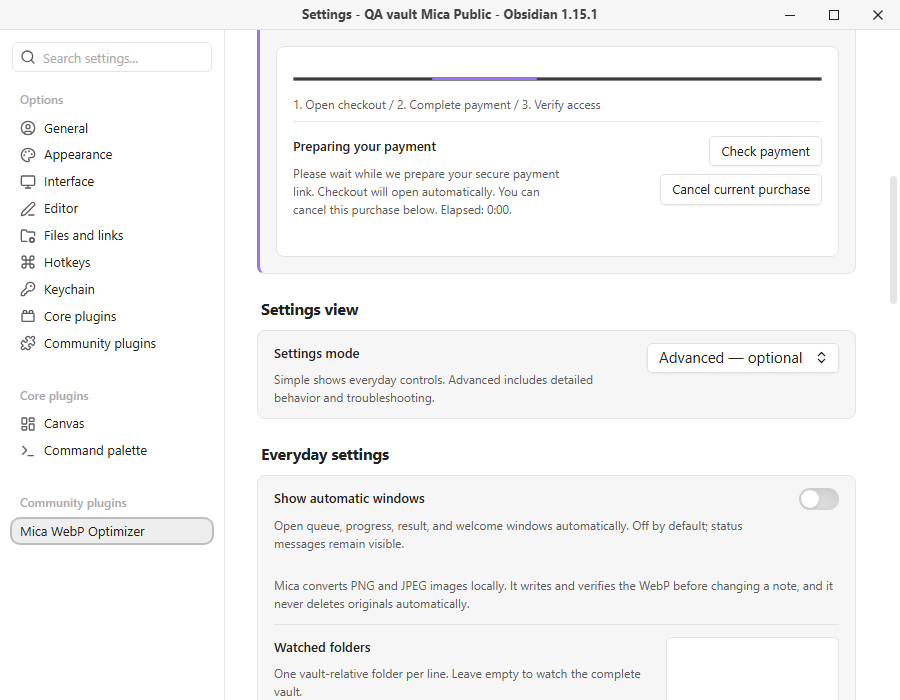 Settings - QA vault Mica Public - Obsidian 1.15.1
Search settings...
Options
General
Appearance
Interface
Editor
Files and links
Hotkeys
Keychain
Core plugins
Community plugins
Core plugins
Canvas
Command palette
Community plugins
Mica WebP Optimizer
1. Open checkout / 2. Complete payment / 3. Verify access
Preparing your payment
Please wait while we prepare your secure payment
link. Checkout will open automatically. You can
cancel this purchase below. Elapsed: 0:00.
Check payment
Cancel current purchase
Settings view
Settings mode
Simple shows everyday controls. Advanced includes detailed
behavior and troubleshooting.
Advanced — optional
Everyday settings
Show automatic windows
Open queue, progress, result, and welcome windows automatically. Off by default; status
messages remain visible.
Mica converts PNG and JPEG images locally. It writes and verifies the WebP before changing a note, and it
never deletes originals automatically.
Watched folders
One vault-relative folder per line. Leave empty to watch the complete
vault.